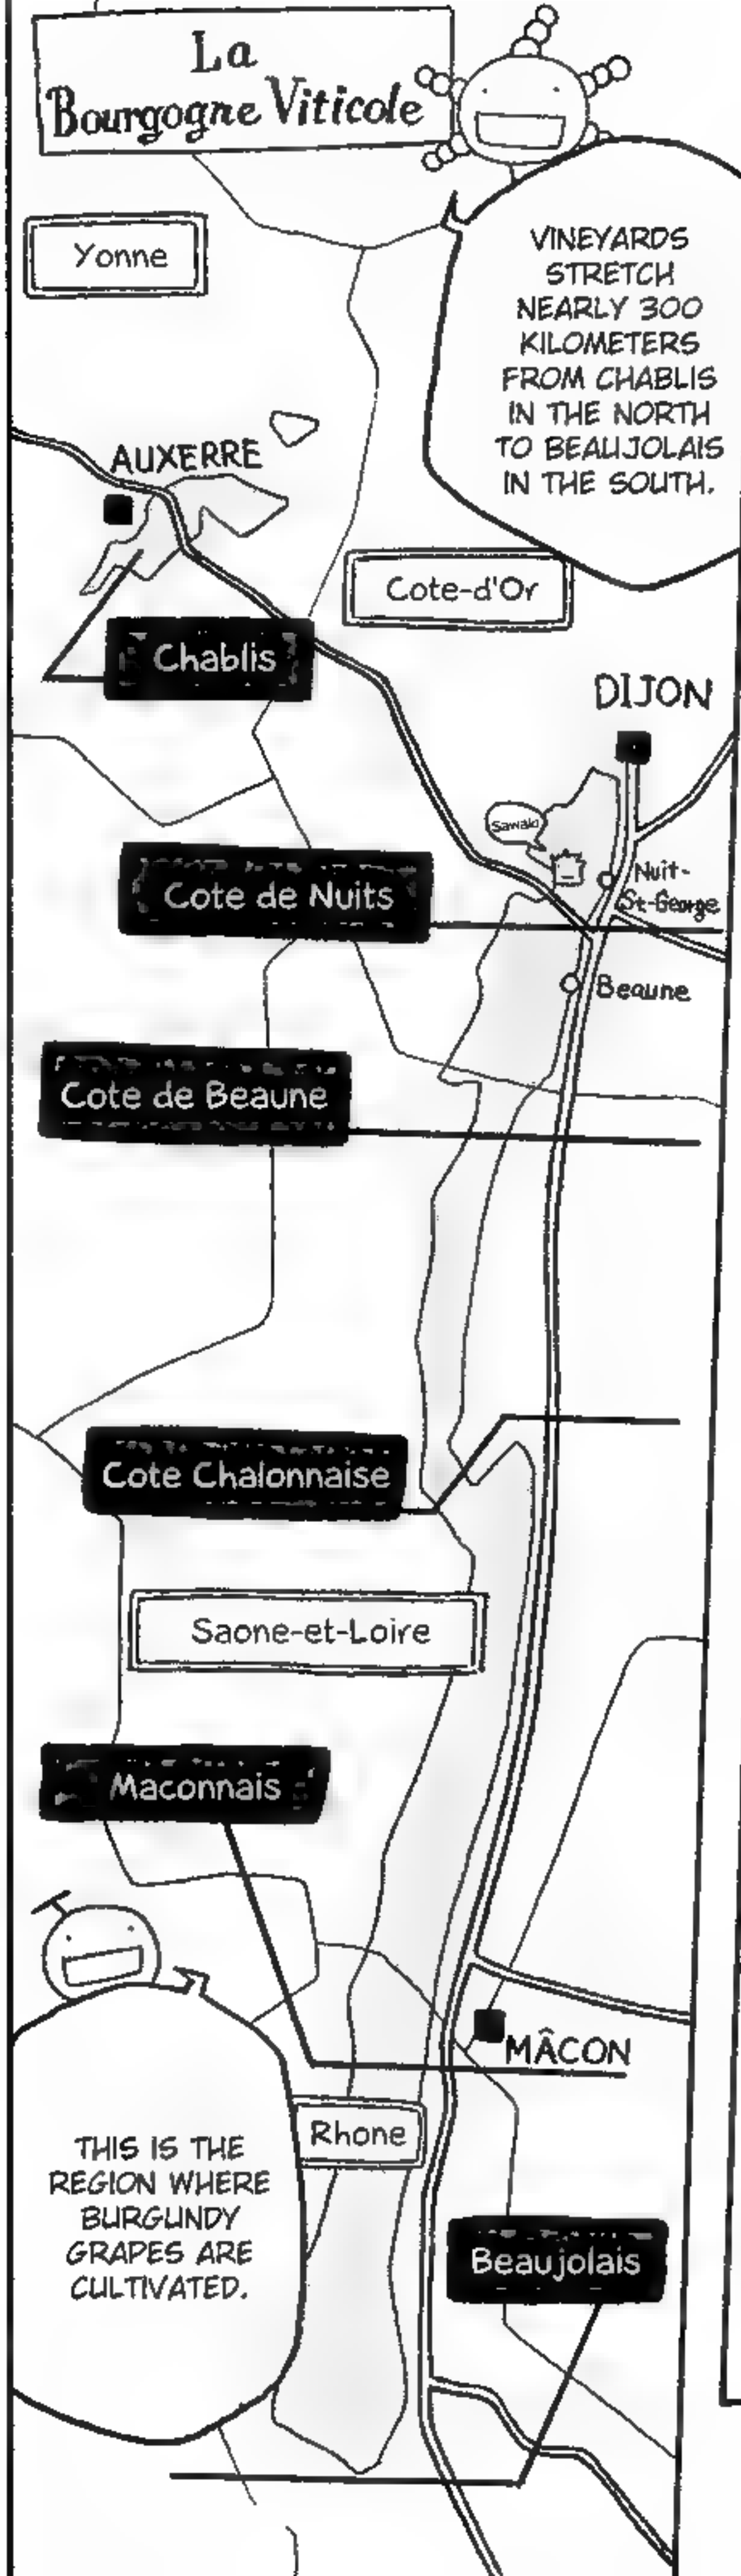 La
Bourgogne Viticole
Yonne
VINEYARDS
STRETCH
NEARLY 300
KILOMETERS
FROM CHABLIS
IN THE NORTH
TO BEAUJOLAIS
IN THE SOUTH.
AUXERRE
Cote-d'Or
Chablis
DIJON
Sawaki
Cote de Nuits
Nuit-
St-George
Beaune
Cote de Beaune
Cote Chalonnaise
Saone-et-Loire
Maconnais
MÂCON
Rhone
THIS IS THE
REGION WHERE
BURGUNDY
GRAPES ARE
CULTIVATED.
Beaujolais